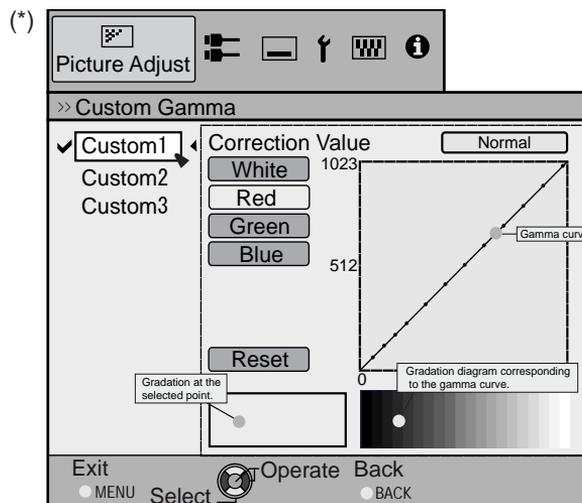 (*)
Picture Adjust
>> Custom Gamma
Custom1
Custom2
Custom3
Correction Value
Normal
White
Red
Green
Blue
Reset
1023
512
0
Gamma curv
Gradation at the
selected point.
Gradation diagram corresponding
to the gamma curve.
Exit
MENU
Select
Operate
Back
BACK